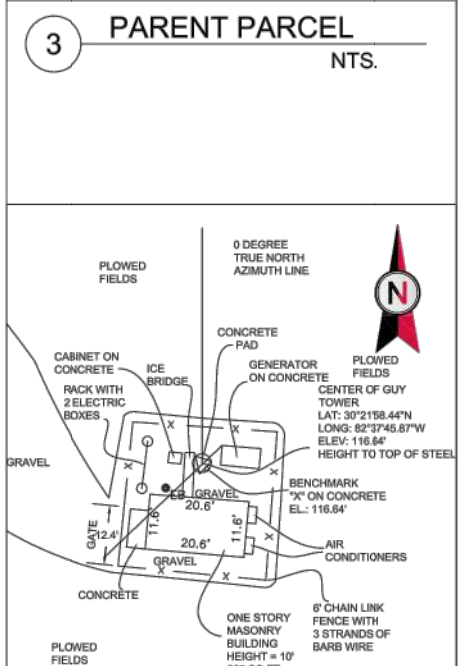 3
PARENT PARCEL
NTS.
0 DEGREE
TRUE NORTH
AZIMUTH LINE
PLOWED
FIELDS
N
CONCRETE
PAD
CABINET ON
CONCRETE
ICE
BRIDGE
GENERATOR
ON CONCRETE
PLOWED
FIELDS
RACK WITH
2 ELECTRIC
BOXES
CENTER OF GUY
TOWER
LAT: 30°21'58.44"N
LONG: 82°37'45.87"W
ELEV: 116.64'
HEIGHT TO TOP OF STEEL
X
X
GRAVEL
X
X
BENCHMARK
"X" ON CONCRETE
EL.: 116.64'
EB
GRAVEL
20.6'
11.6'
11.6'
GATE
12.4'
20.6'
X
AIR
CONDITIONERS
GRAVEL
X
X
CONCRETE
6' CHAIN LINK
FENCE WITH
3 STRANDS OF
BARB WIRE
ONE STORY
MASONRY
BUILDING
HEIGHT = 10'
PLOWED
FIELDS